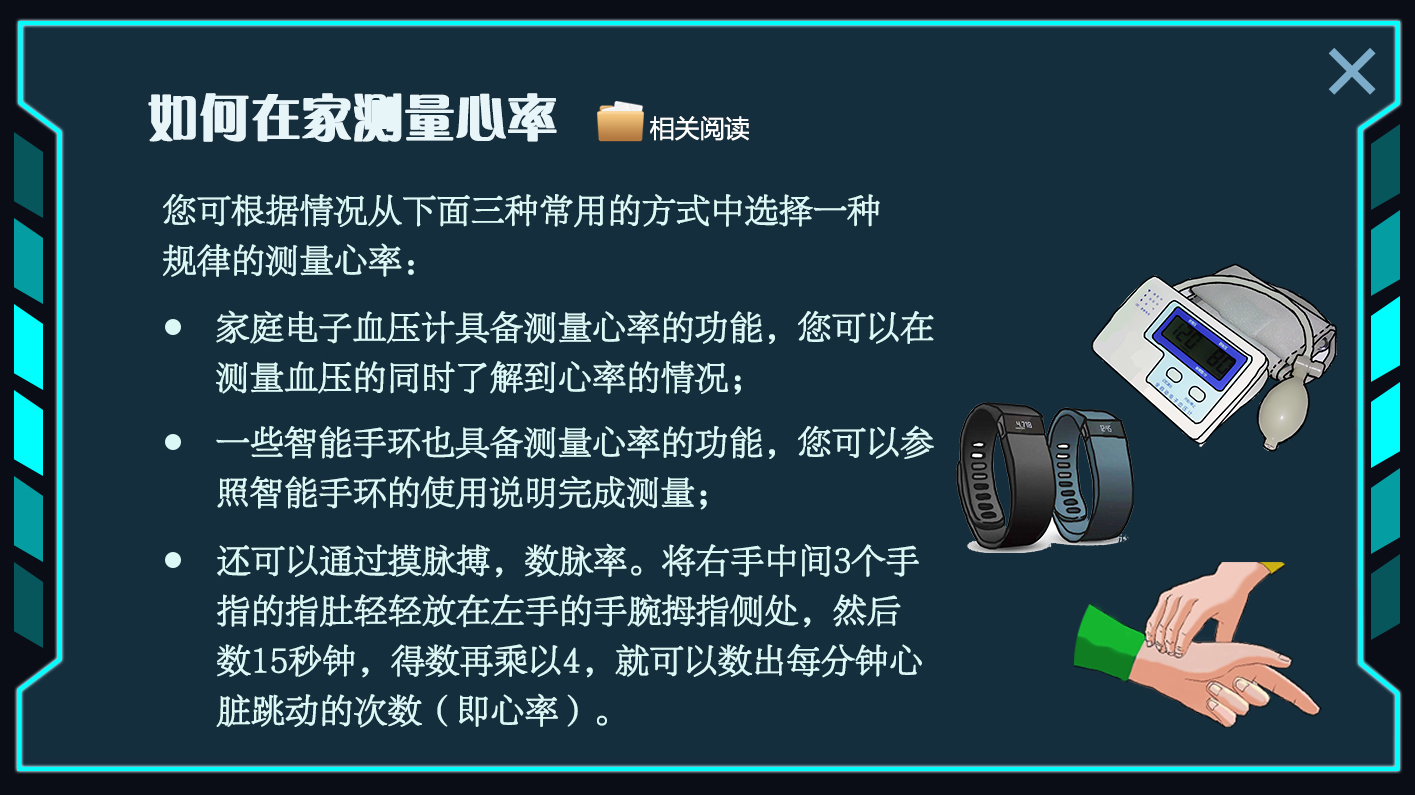 如何在家测量心率
相关阅读
您可根据情况从下面三种常用的方式中选择一种
规律的测量心率：
● 家庭电子血压计具备测量心率的功能，您可以在
测量血压的同时了解到心率的情况；
● 一些智能手环也具备测量心率的功能，您可以参
照智能手环的使用说明完成测量；
● 还可以通过摸脉搏，数脉率。将右手中间3个手
指的指肚轻轻放在左手的手腕拇指侧处，然后
数15秒钟，得数再乘以4，就可以数出每分钟心
脏跳动的次数（即心率）。
120 80
4,718
12:45